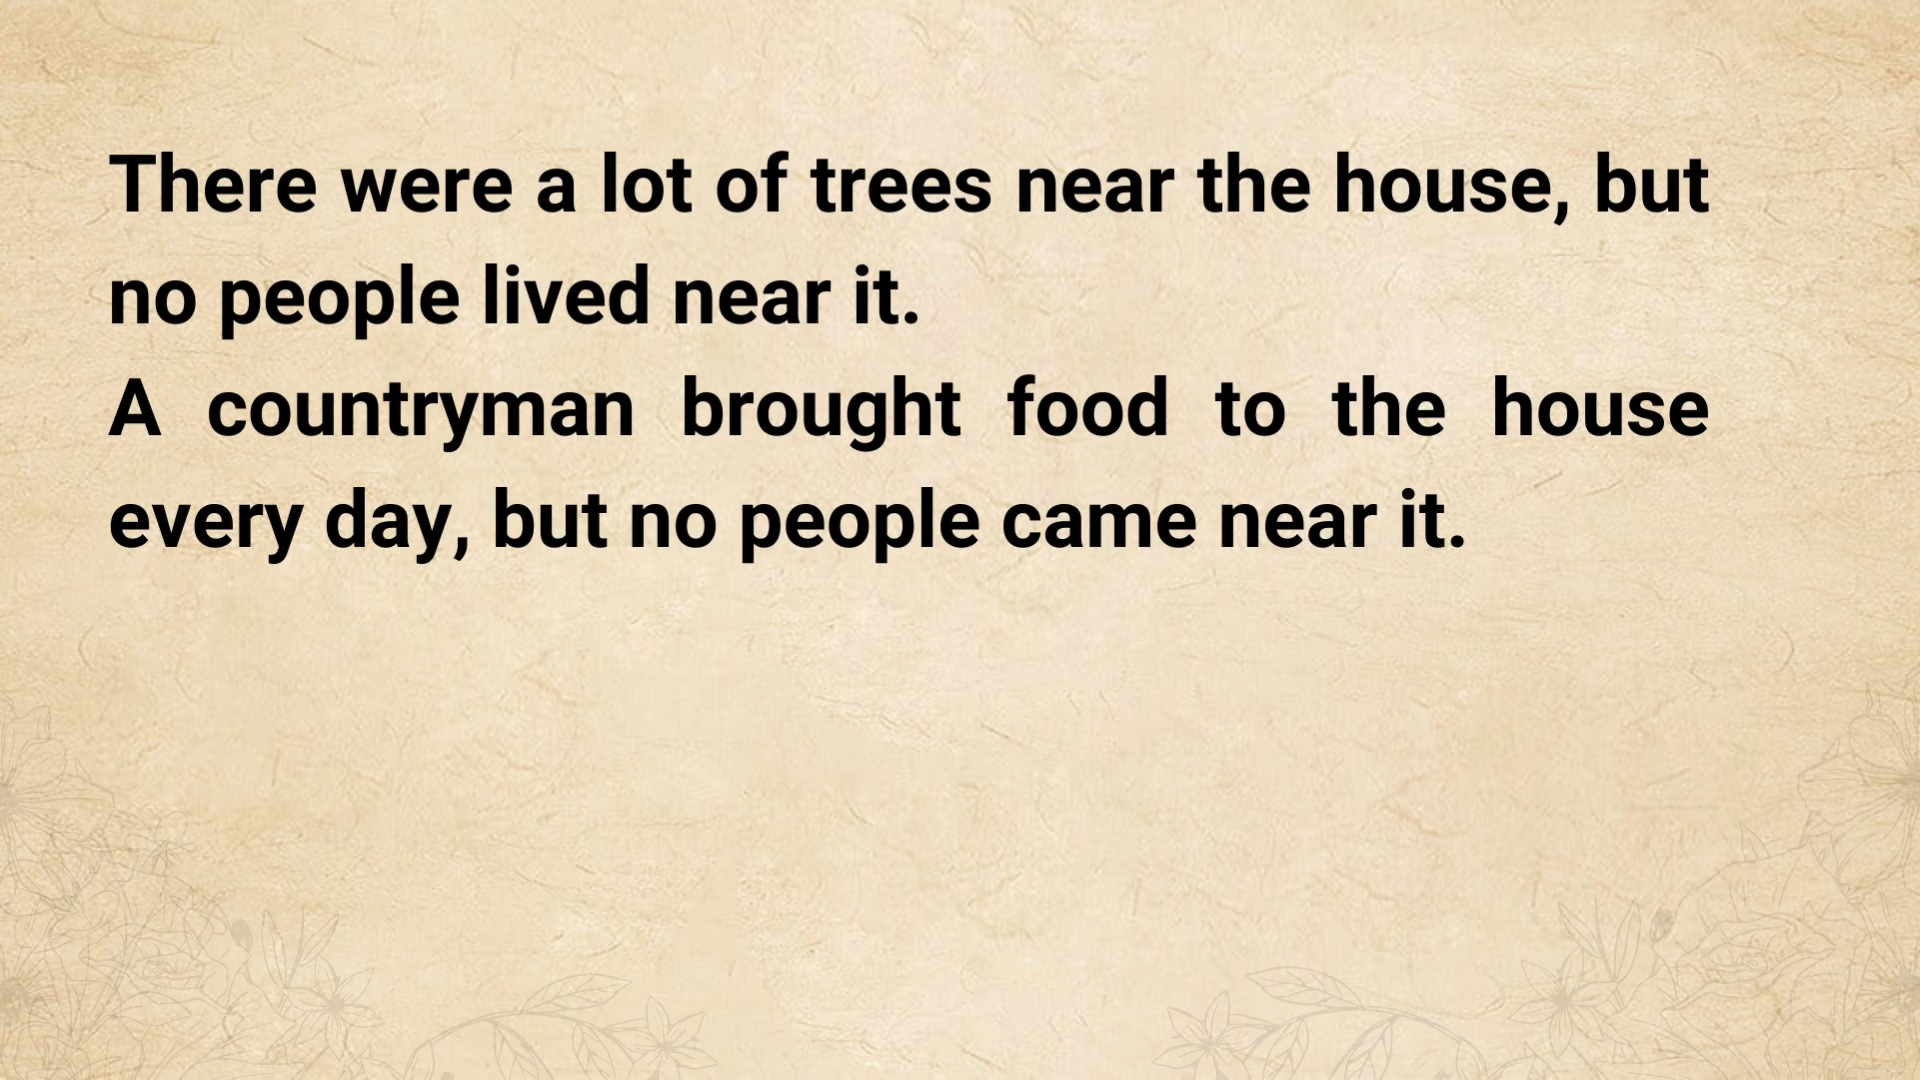 There were a lot of trees near the house, but
no people lived near it.
A countryman brought food to the house
every day, but no people came near it.